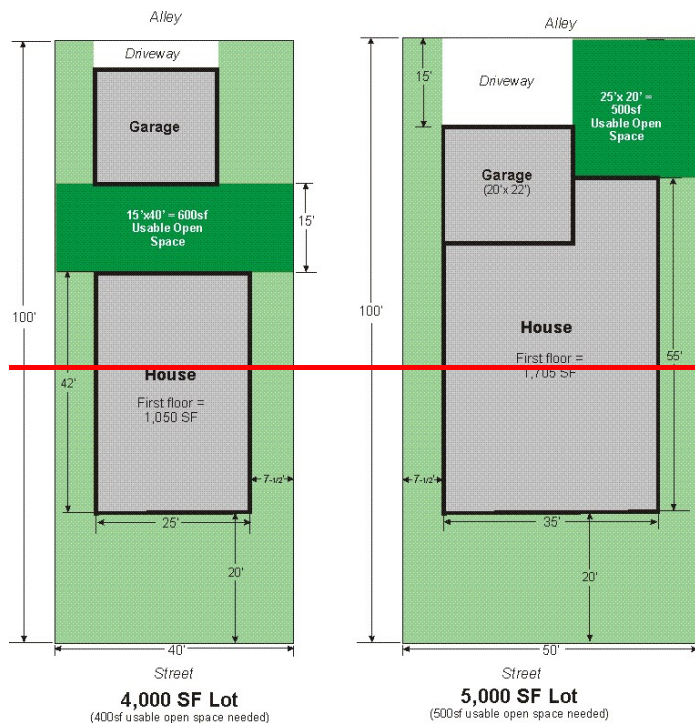 Alley
Driveway
Garage
15'x40' = 600sf
Usable Open
Space
15'
100'
House
42'
First floor =
1,050 SF
7-1/2'
25'
20'
40'
Street
4,000 SF Lot
(400sf usable open space needed)
Alley
15'
Driveway
25'x 20' =
500sf
Usable Open
Space
Garage
(20'x 22')
100'
House
First floor =
1,705 SF
55'
7-1/2'
35'
20'
50'
Street
5,000 SF Lot
(500sf usable open space needed)